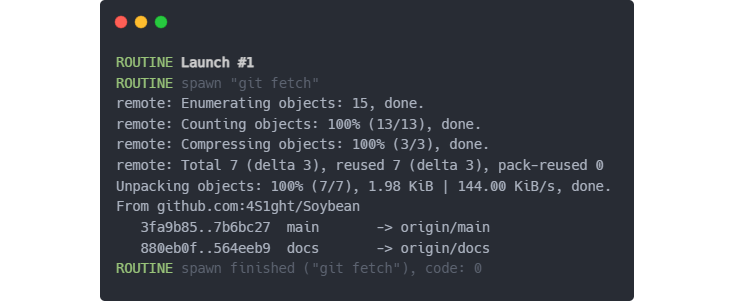 ROUTINE Launch #1
ROUTINE spawn "git fetch"
remote: Enumerating objects: 15, done.
remote: Counting objects: 100% (13/13), done.
remote: Compressing objects: 100% (3/3), done.
remote: Total 7 (delta 3), reused 7 (delta 3), pack-reused 0
Unpacking objects: 100% (7/7), 1.98 KiB | 144.00 KiB/s, done.
From github.com:4S1ght/Soybean
   3fa9b85..7b6bc27  main       -> origin/main
   880eb0f..564eeb9  docs       -> origin/docs
ROUTINE spawn finished ("git fetch"), code: 0